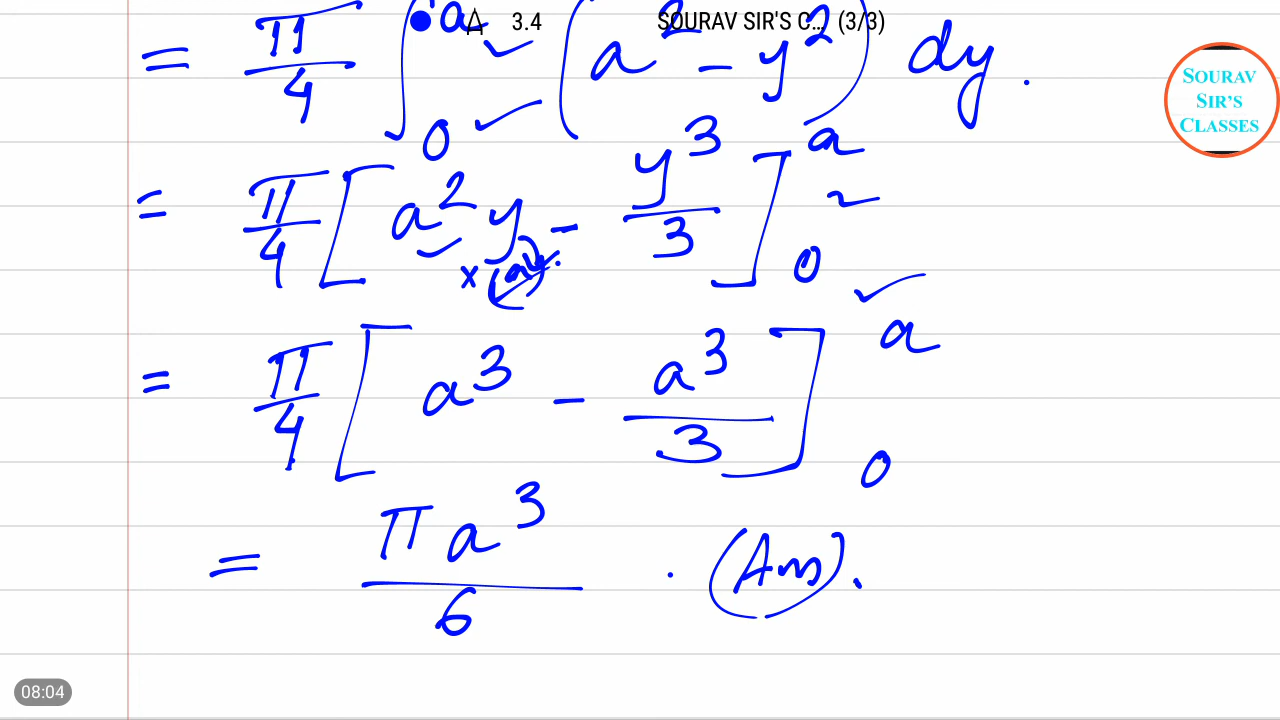 3.4 SOURAV SIR'S C... (3/3)
= π/4 ∫₀ᵃ (a² - y²) dy.
SOURAV
SIR'S
CLASSES
= π/4 [a²y - y³/3]₀ᵃ
× (a)
= π/4 [a³ - a³/3]₀ᵃ
= πa³/6 . (Ans).
08:04